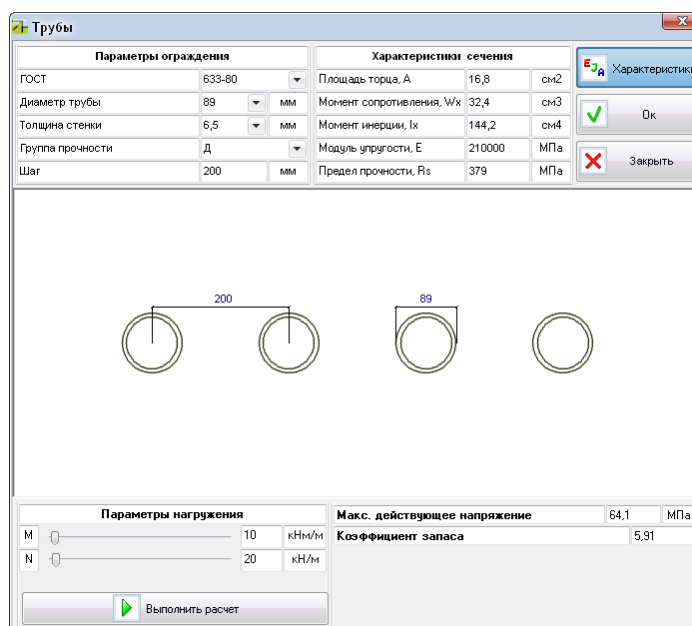 Трубы
Параметры ограждения
ГОСТ 633-80
Диаметр трубы 89 мм
Толщина стенки 6,5 мм
Группа прочности Д
Шаг 200 мм
Характеристики сечения
Площадь торца, A 16,8 см2
Момент сопротивления, Wx 32,4 см3
Момент инерции, Ix 144,2 см4
Модуль упругости, E 210000 МПа
Предел прочности, Rs 379 МПа
EJA Характеристики
Ок
Закрыть
200 89
Параметры нагружения
M 10 кНм/м
N 20 кН/м
Выполнить расчет
Макс. действующее напряжение 64,1 МПа
Коэффициент запаса 5,91